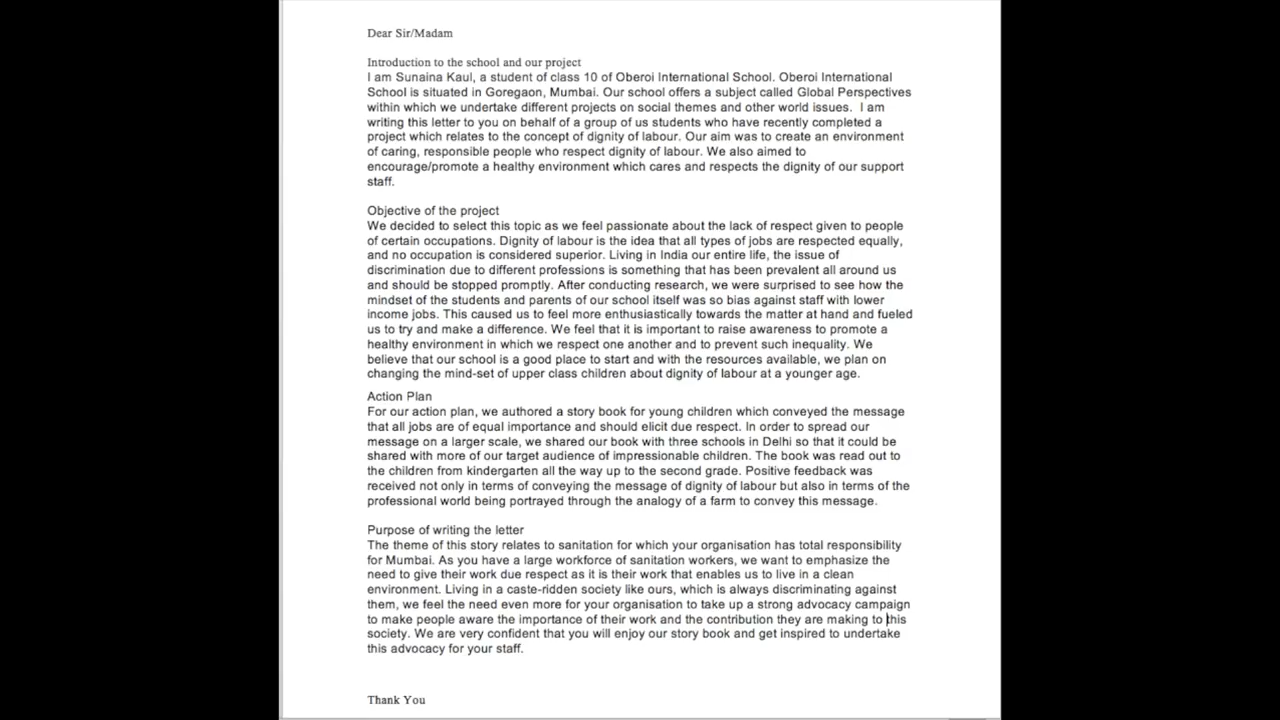 Dear Sir/Madam
Introduction to the school and our project
I am Sunaina Kaul, a student of class 10 of Oberoi International School. Oberoi International
School is situated in Goregaon, Mumbai. Our school offers a subject called Global Perspectives
within which we undertake different projects on social themes and other world issues.  I am
writing this letter to you on behalf of a group of us students who have recently completed a
project which relates to the concept of dignity of labour. Our aim was to create an environment
of caring, responsible people who respect dignity of labour. We also aimed to
encourage/promote a healthy environment which cares and respects the dignity of our support
staff.
Objective of the project
We decided to select this topic as we feel passionate about the lack of respect given to people
of certain occupations. Dignity of labour is the idea that all types of jobs are respected equally,
and no occupation is considered superior. Living in India our entire life, the issue of
discrimination due to different professions is something that has been prevalent all around us
and should be stopped promptly. After conducting research, we were surprised to see how the
mindset of the students and parents of our school itself was so bias against staff with lower
income jobs. This caused us to feel more enthusiastically towards the matter at hand and fueled
us to try and make a difference. We feel that it is important to raise awareness to promote a
healthy environment in which we respect one another and to prevent such inequality. We
believe that our school is a good place to start and with the resources available, we plan on
changing the mind-set of upper class children about dignity of labour at a younger age.
Action Plan
For our action plan, we authored a story book for young children which conveyed the message
that all jobs are of equal importance and should elicit due respect. In order to spread our
message on a larger scale, we shared our book with three schools in Delhi so that it could be
shared with more of our target audience of impressionable children. The book was read out to
the children from kindergarten all the way up to the second grade. Positive feedback was
received not only in terms of conveying the message of dignity of labour but also in terms of the
professional world being portrayed through the analogy of a farm to convey this message.
Purpose of writing the letter
The theme of this story relates to sanitation for which your organisation has total responsibility
for Mumbai. As you have a large workforce of sanitation workers, we want to emphasize the
need to give their work due respect as it is their work that enables us to live in a clean
environment. Living in a caste-ridden society like ours, which is always discriminating against
them, we feel the need even more for your organisation to take up a strong advocacy campaign
to make people aware the importance of their work and the contribution they are making to this
society. We are very confident that you will enjoy our story book and get inspired to undertake
this advocacy for your staff.
Thank You